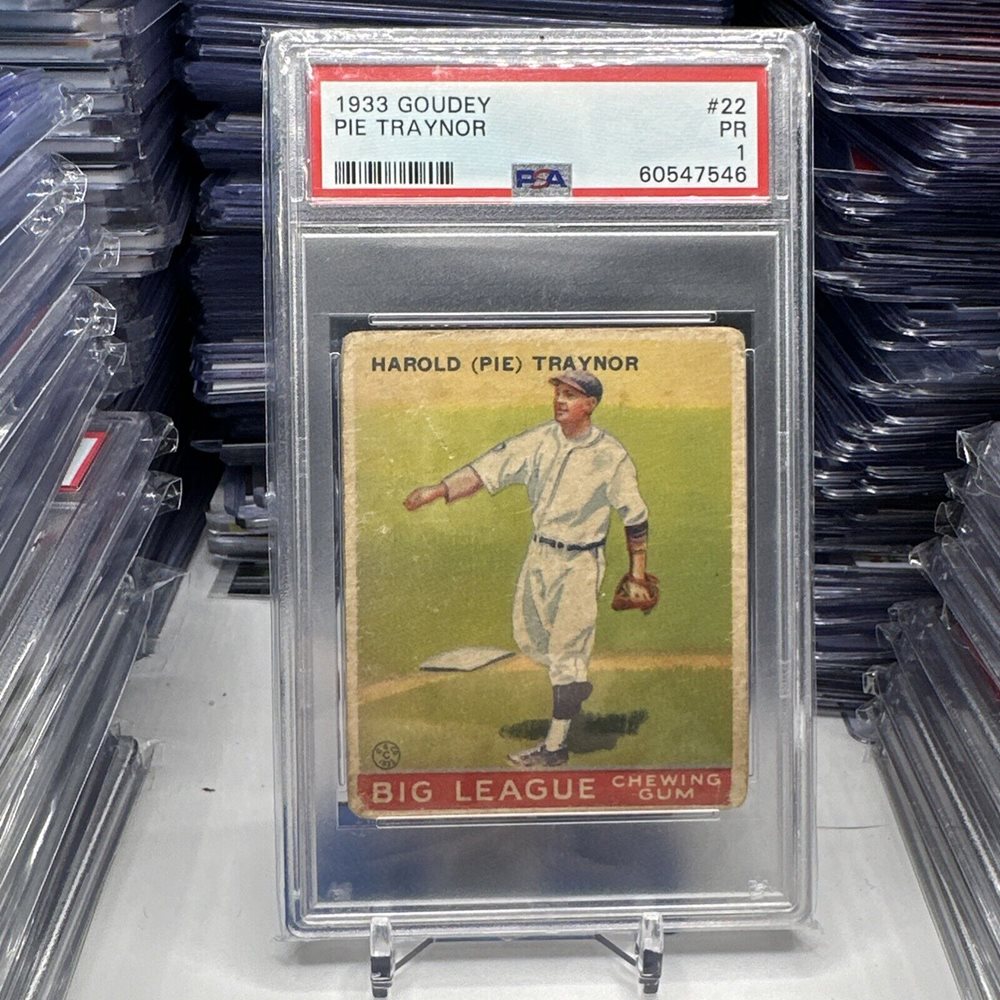 1933 GOUDEY #22
PIE TRAYNOR PR
1
PSA 60547546
HAROLD (PIE) TRAYNOR
BIG LEAGUE CHEWING GUM